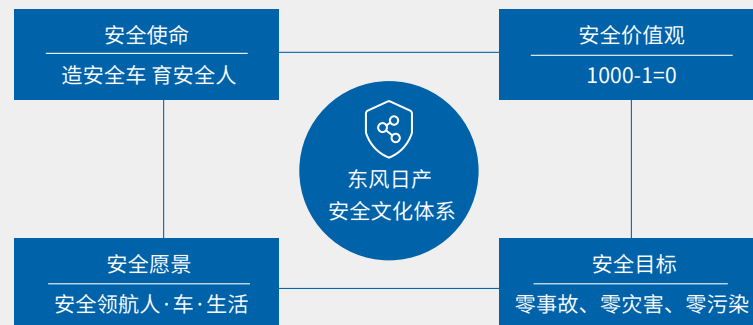 安全使命
造安全车 育安全人
安全价值观
1000-1=0
东风日产
安全文化体系
安全愿景
安全领航人·车·生活
安全目标
零事故、零灾害、零污染